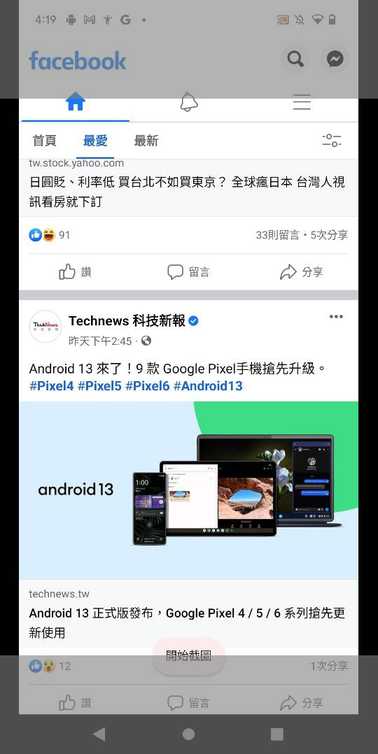 4:19
facebook
首頁 最愛 最新
tw.stock.yahoo.com
日圓貶、利率低 買台北不如買東京？ 全球瘋日本 台灣人視
訊看房就下訂
91
33則留言・5次分享
讚 留言 分享
Technews 科技新報
昨天下午2:45
Android 13 來了！9 款 Google Pixel手機搶先升級。
#Pixel4 #Pixel5 #Pixel6 #Android13
android 13
1:00
technews.tw
Android 13 正式版發布，Google Pixel 4 / 5 / 6 系列搶先更
新使用
開始截圖
12
1次分享
讚 留言 分享